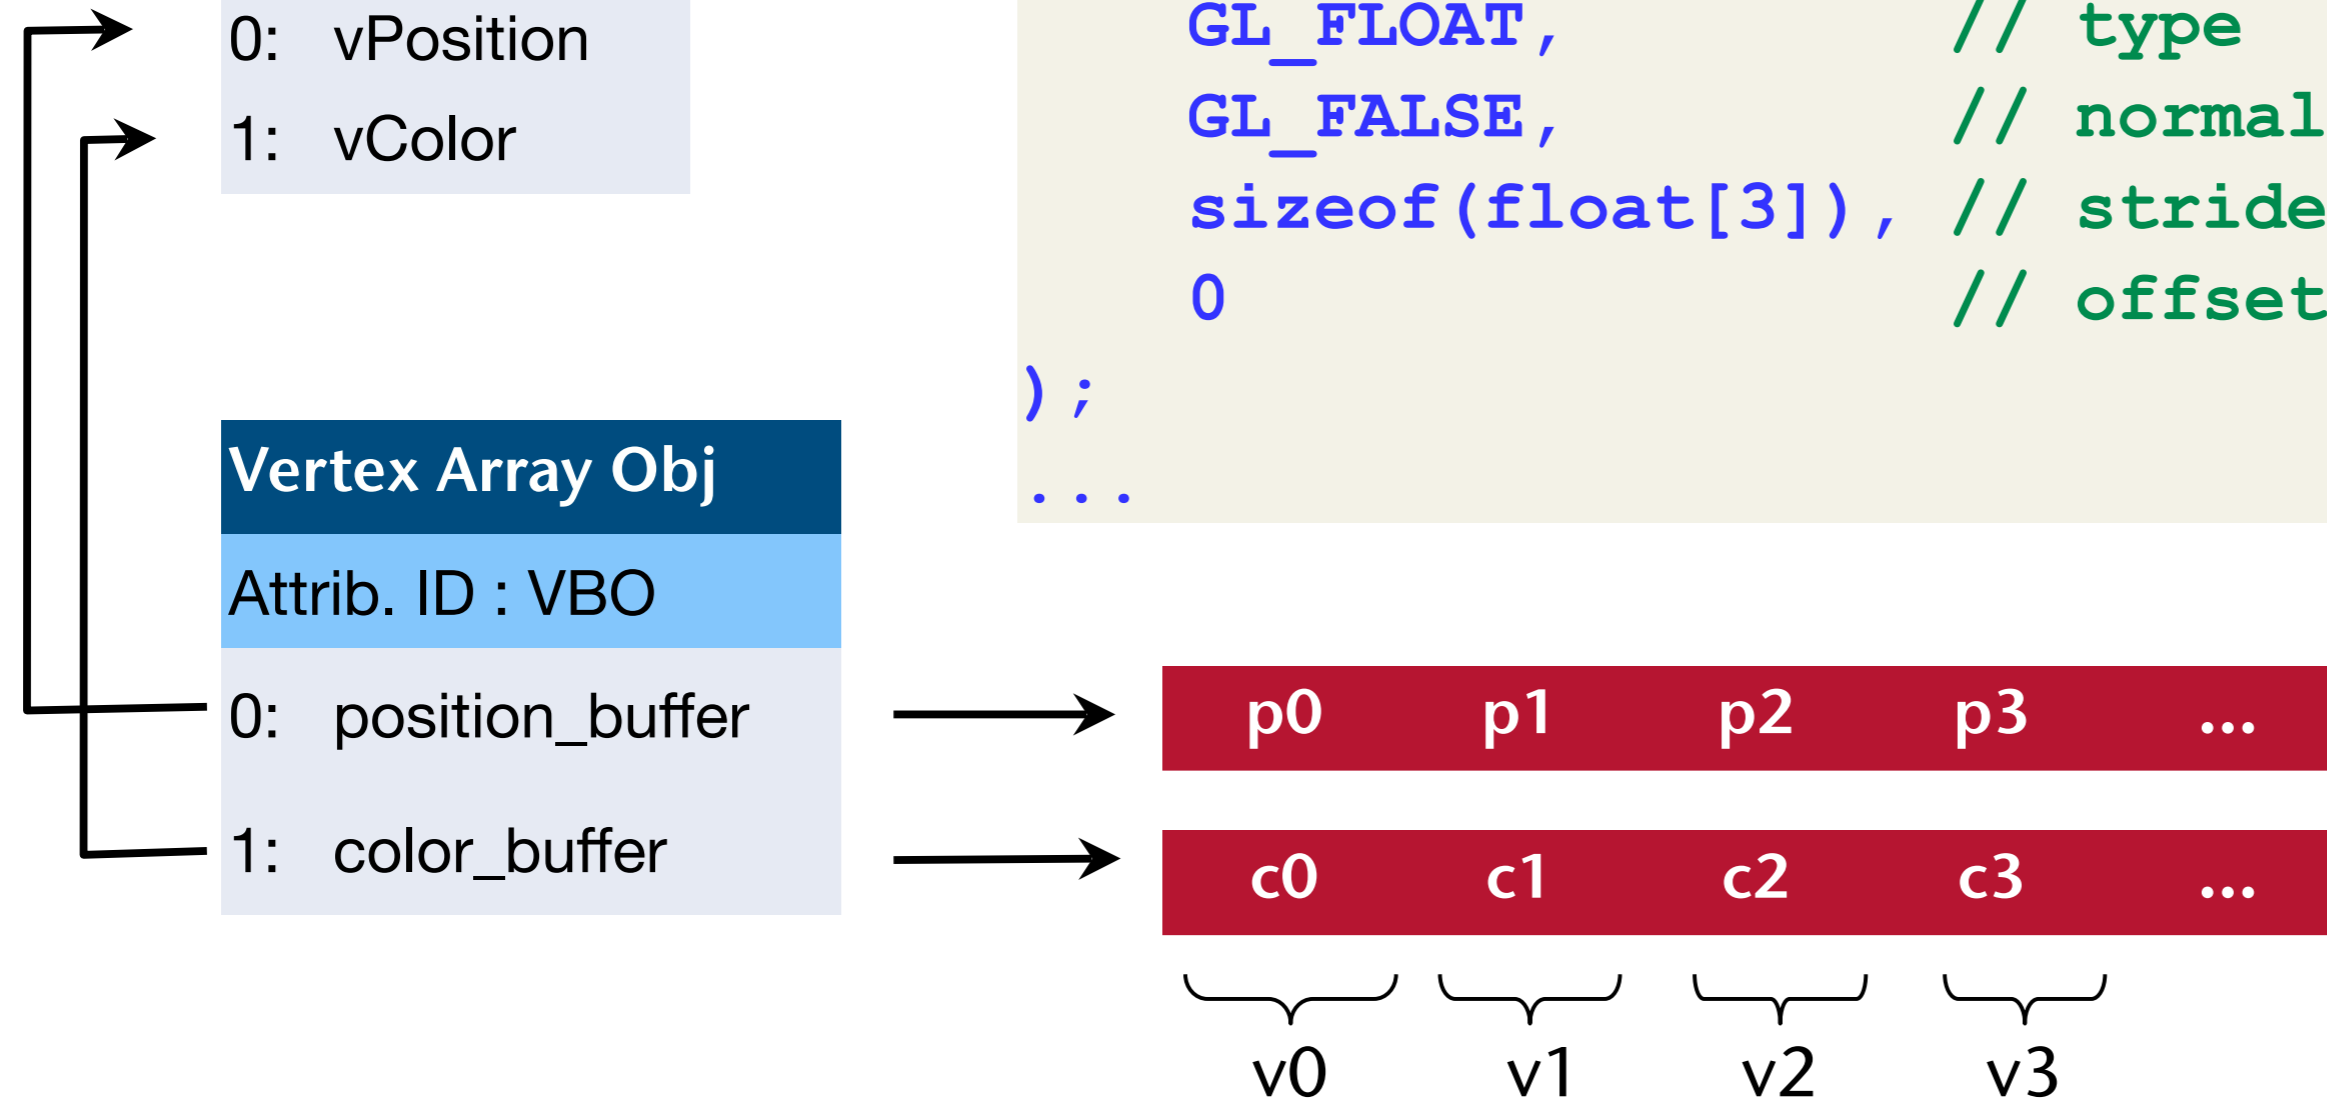 0: vPosition
1: vColor
GL_FLOAT, // type
GL_FALSE, // normal
sizeof(float[3]), // stride
0 // offset
);
...
Vertex Array Obj
Attrib. ID : VBO
0: position_buffer
1: color_buffer
p0 p1 p2 p3 ...
c0 c1 c2 c3 ...
v0 v1 v2 v3